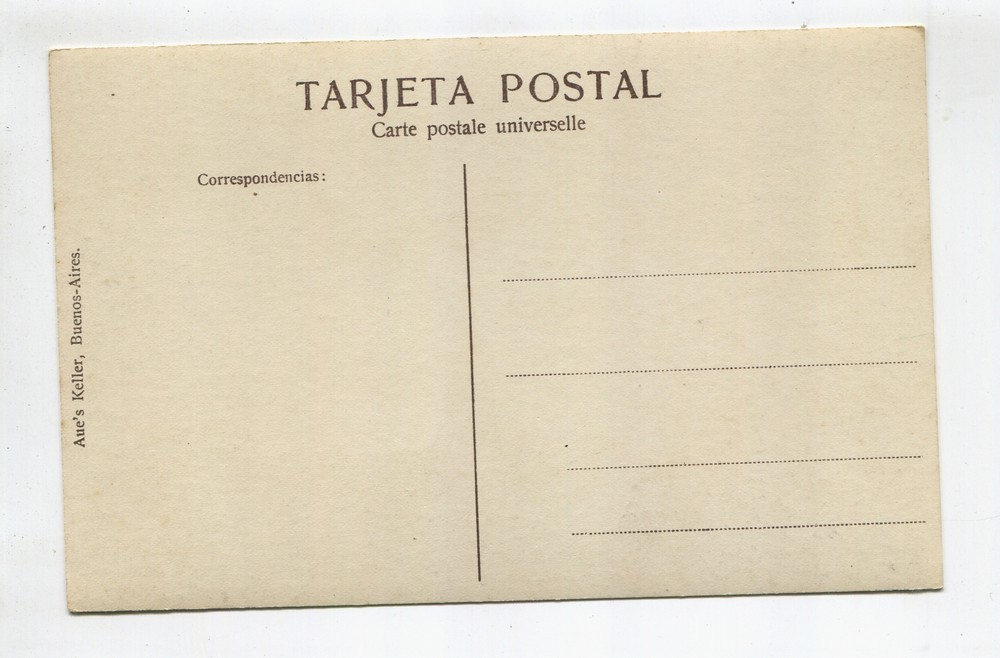 TARJETA POSTAL
Carte postale universelle
Correspondencias:
Aue's Keller, Buenos-Aires.